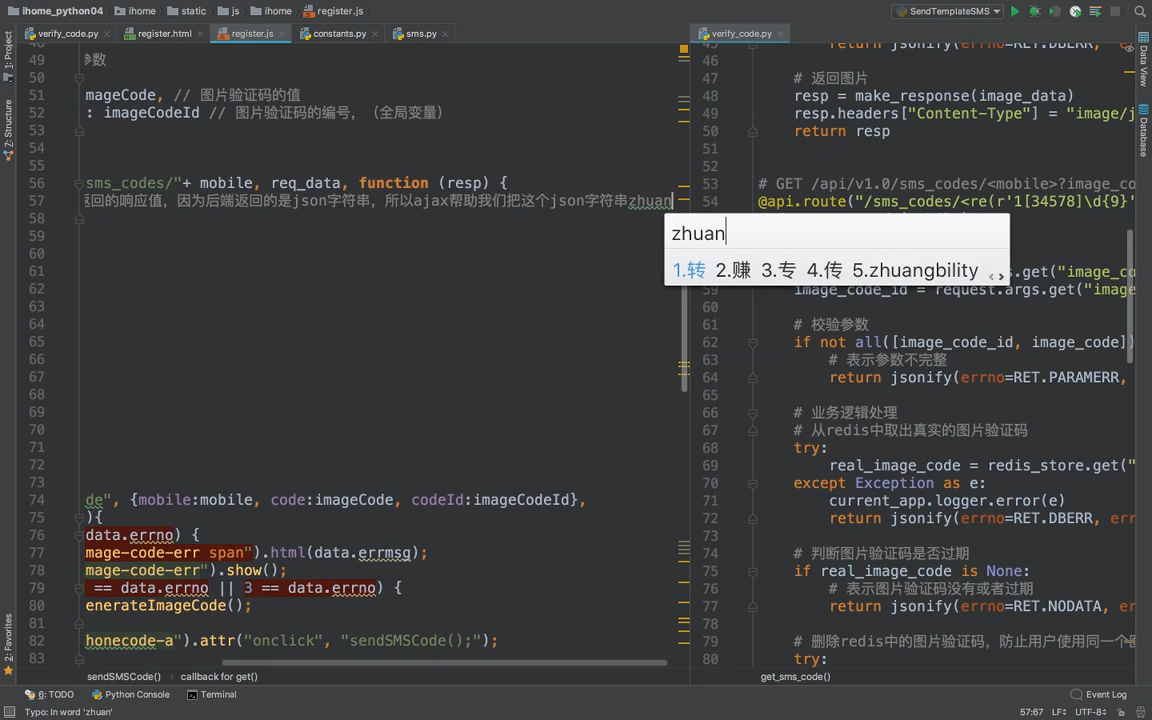 ihome_python04 ihome static js ihome register.js SendTemplateSMS
verify_code.py register.html register.js constants.py sms.py verify_code.py
1: Project
Z: Structure
2: Favorites
49 参数
50
51 mageCode, // 图片验证码的值
52 : imageCodeId // 图片验证码的编号，（全局变量）
53
54
55
56 sms_codes/"+ mobile, req_data, function (resp) {
57 返回的响应值，因为后端返回的是json字符串，所以ajax帮助我们把这个json字符串zhuan
58
59
60
61
62
63
64
65
66
67
68
69
70
71
72
73
74 de", {mobile:mobile, code:imageCode, codeId:imageCodeId},
75 ){
76 data.errno) {
77 mage-code-err span").html(data.errmsg);
78 mage-code-err").show();
79 == data.errno || 3 == data.errno) {
80 enerateImageCode();
81
82 honecode-a").attr("onclick", "sendSMSCode();");
83
zhuan
1.转 2.赚 3.专 4.传 5.zhuangbility
46
47 # 返回图片
48 resp = make_response(image_data)
49 resp.headers["Content-Type"] = "image/j
50 return resp
51
52
53 # GET /api/v1.0/sms_codes/<mobile>?image_co
54 @api.route("/sms_codes/<re(r'1[34578]\d{9}'
s.get("image_co
image_code_id = request.args.get("image
60
61 # 校验参数
62 if not all([image_code_id, image_code])
63 # 表示参数不完整
64 return jsonify(errno=RET.PARAMERR,
65
66 # 业务逻辑处理
67 # 从redis中取出真实的图片验证码
68 try:
69 real_image_code = redis_store.get("
70 except Exception as e:
71 current_app.logger.error(e)
72 return jsonify(errno=RET.DBERR, err
73
74 # 判断图片验证码是否过期
75 if real_image_code is None:
76 # 表示图片验证码没有或者过期
77 return jsonify(errno=RET.NODATA, er
78
79 # 删除redis中的图片验证码，防止用户使用同一个
80 try:
Data View
Database
sendSMSCode() callback for get() get_sms_code()
6: TODO Python Console Terminal Event Log
Typo: In word 'zhuan' 57:67 LF÷ UTF-8÷